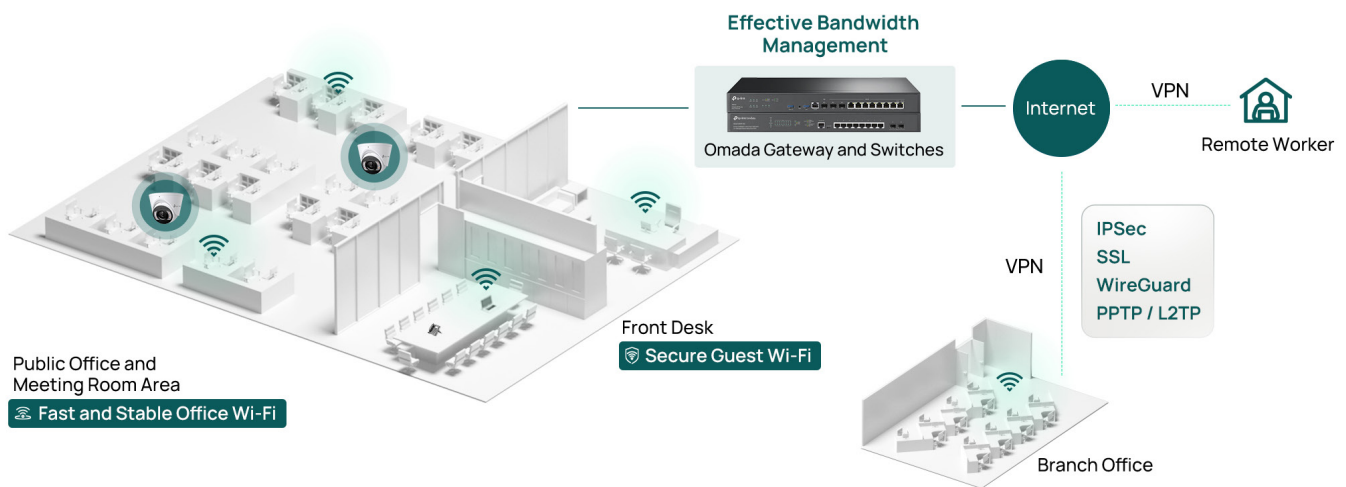 Effective Bandwidth
Management
Omada Gateway and Switches
Internet
VPN
Remote Worker
VPN
IPSec
SSL
WireGuard
PPTP / L2TP
Front Desk
Secure Guest Wi-Fi
Public Office and
Meeting Room Area
Fast and Stable Office Wi-Fi
Branch Office